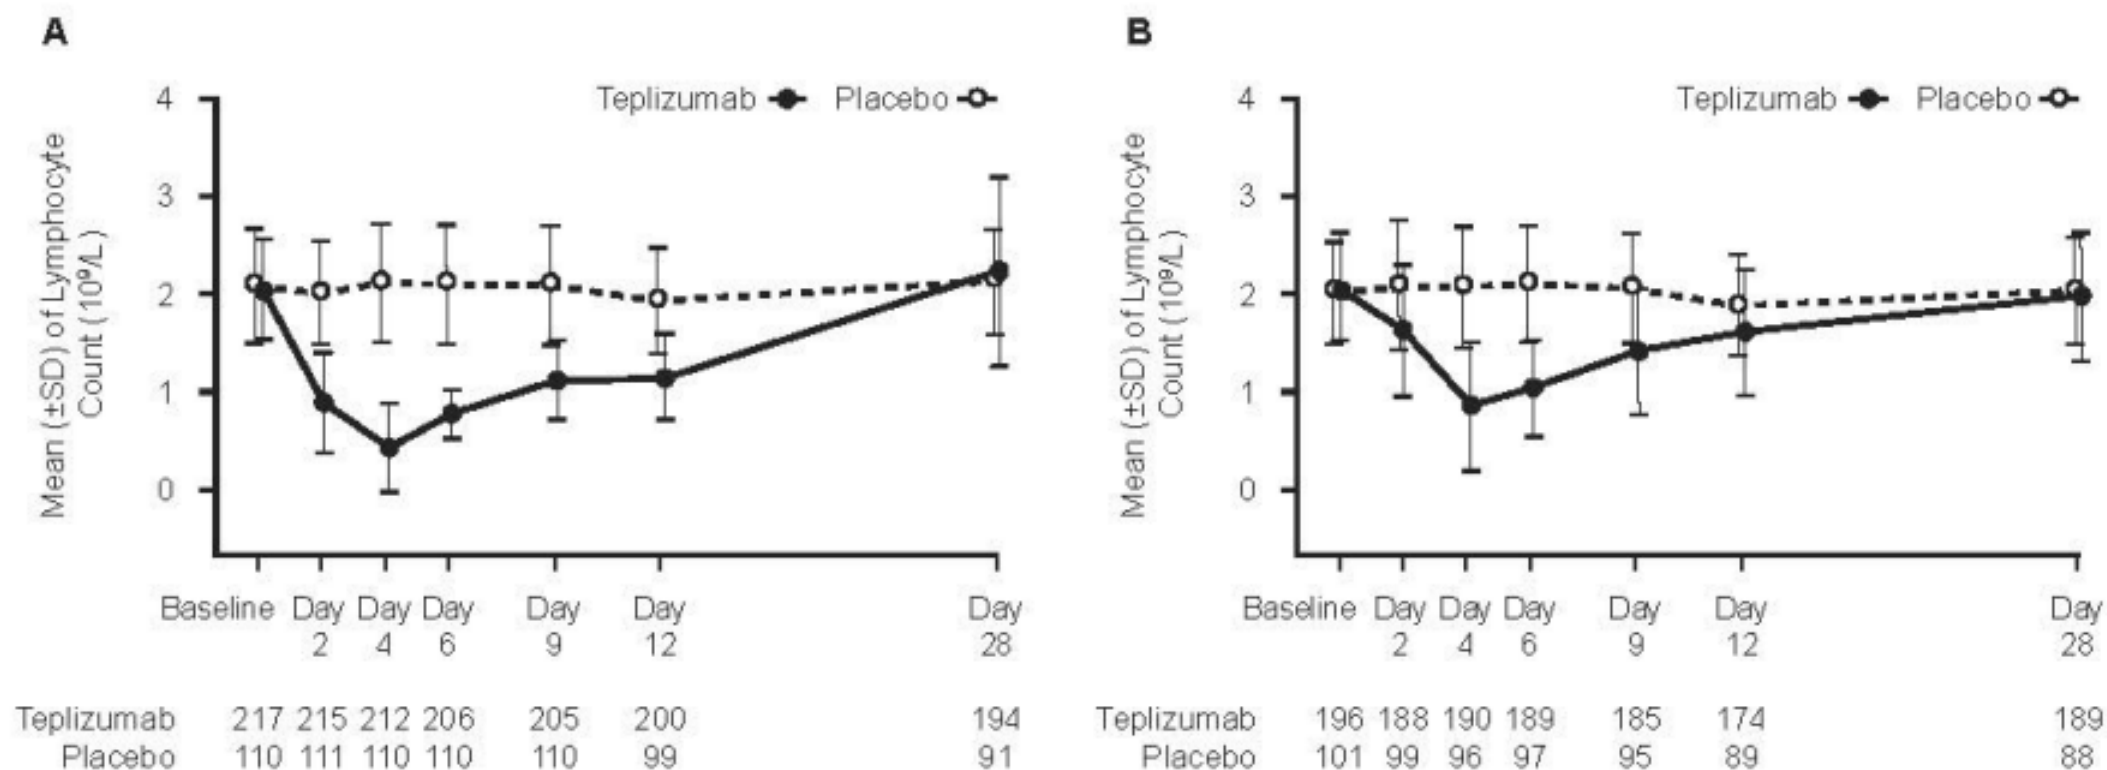 A
B
Teplizumab Placebo
Teplizumab Placebo
Mean (±SD) of Lymphocyte
Count (10⁹/L)
4
3
2
1
0
Mean (±SD) of Lymphocyte
Count (10⁹/L)
4
3
2
1
0
Baseline Day Day Day Day Day Day
2 4 6 9 12 28
Baseline Day Day Day Day Day Day
2 4 6 9 12 28
Teplizumab 217 215 212 206 205 200 194
Placebo 110 111 110 110 110 99 91
Teplizumab 196 188 190 189 185 174 189
Placebo 101 99 96 97 95 89 88